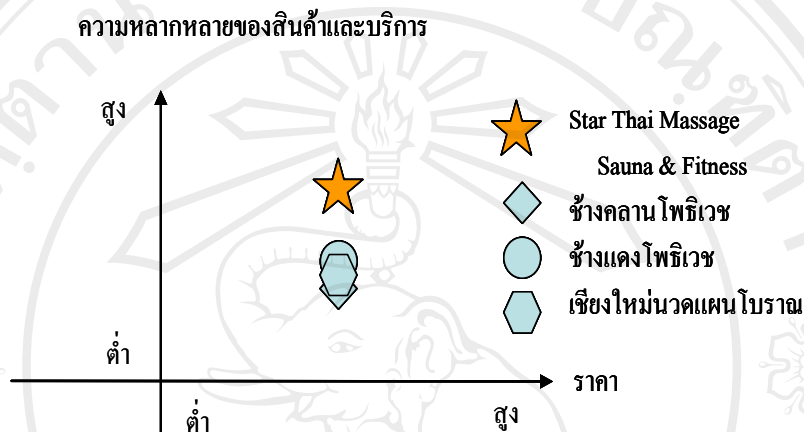 ความหลากหลายของสินค้าและบริการ
สูง
Star Thai Massage
Sauna & Fitness
ช้างคลานโพธิเวช
ช้างแดงโพธิเวช
เชียงใหม่นวดแผนโบราณ
ต่ำ
ราคา
ต่ำ
สูง